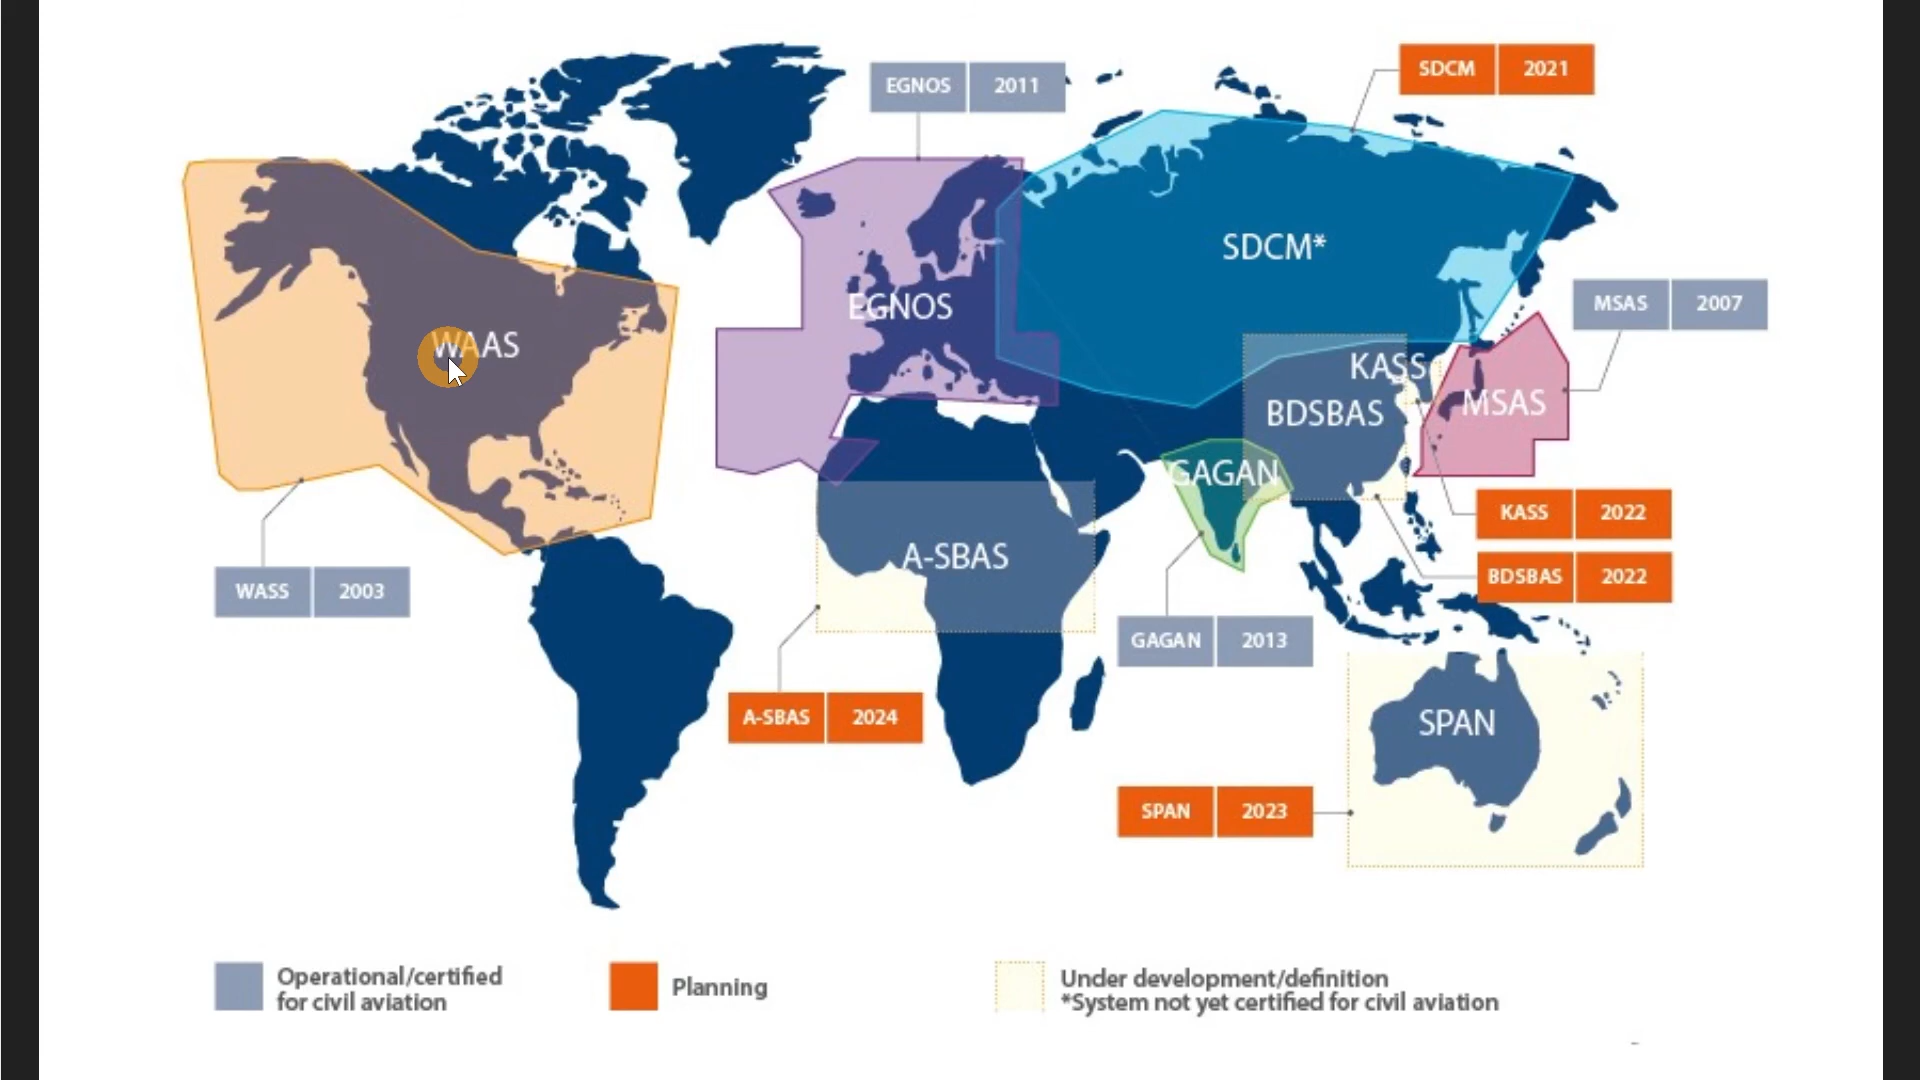 SDCM 2021
EGNOS 2011
SDCM*
MSAS 2007
EGNOS
WAAS
KASS
MSAS
BDSBAS
GAGAN
KASS 2022
A-SBAS
BDSBAS 2022
WASS 2003
GAGAN 2013
A-SBAS 2024
SPAN
SPAN 2023
Operational/certified
for civil aviation
Planning
Under development/definition
*System not yet certified for civil aviation